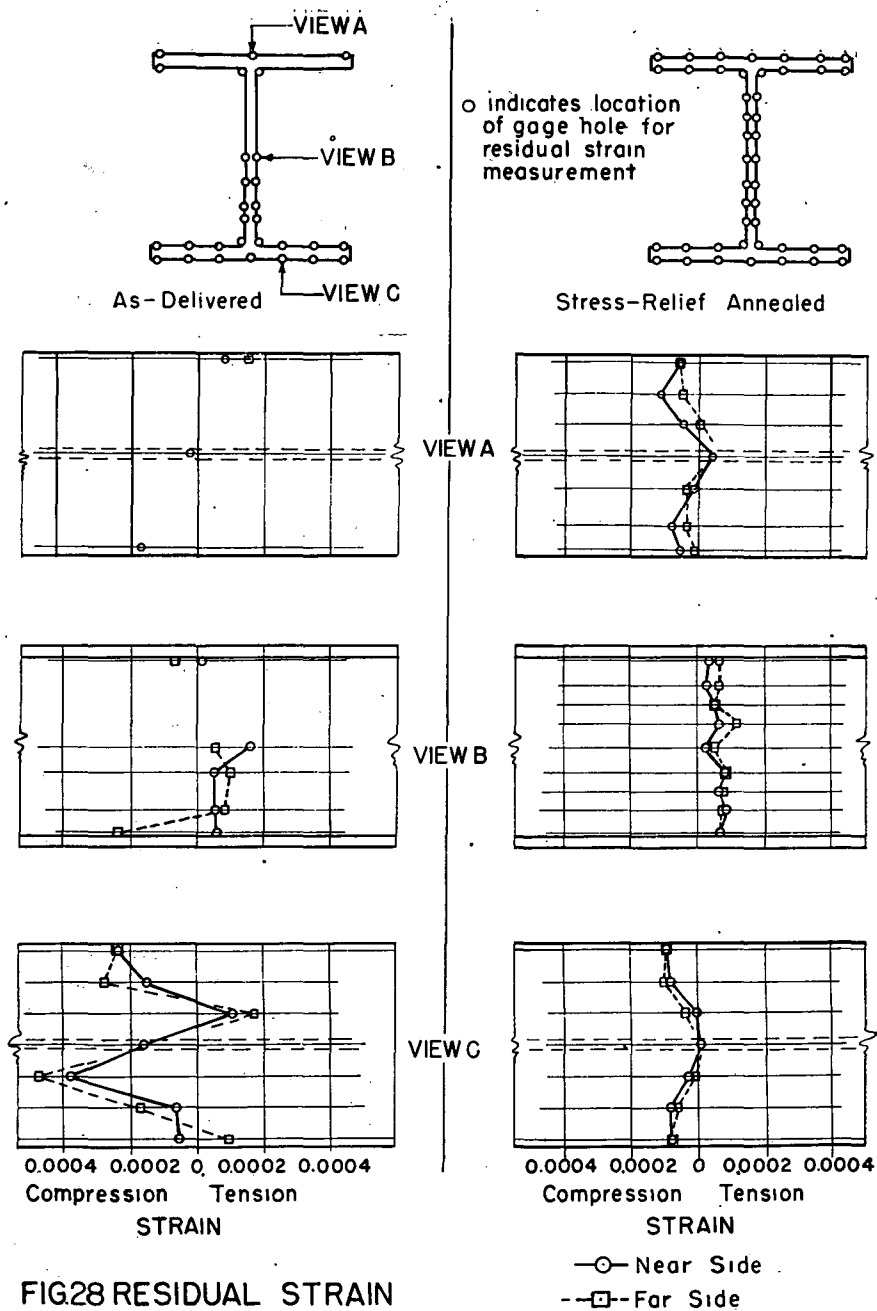 VIEW A
VIEW B
VIEW C
As-Delivered
o indicates location
of gage hole for
residual strain
measurement
Stress-Relief Annealed
VIEW A
VIEW B
VIEW C
0.0004 0.0002 0 0.0002 0.0004
Compression Tension
STRAIN
0.0002 0 0.0002 0.0004
Compression Tension
STRAIN
Near Side
Far Side
FIG.28 RESIDUAL STRAIN